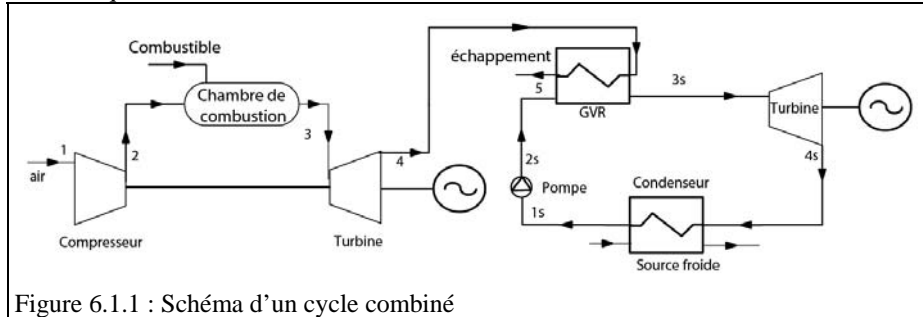 Combustible
Chambre de
combustion
échappement
1
2
3
4
5
air
Compresseur
Turbine
GVR
3s
Turbine
4s
2s
Pompe
1s
Condenseur
Source froide
Figure 6.1.1 : Schéma d'un cycle combiné